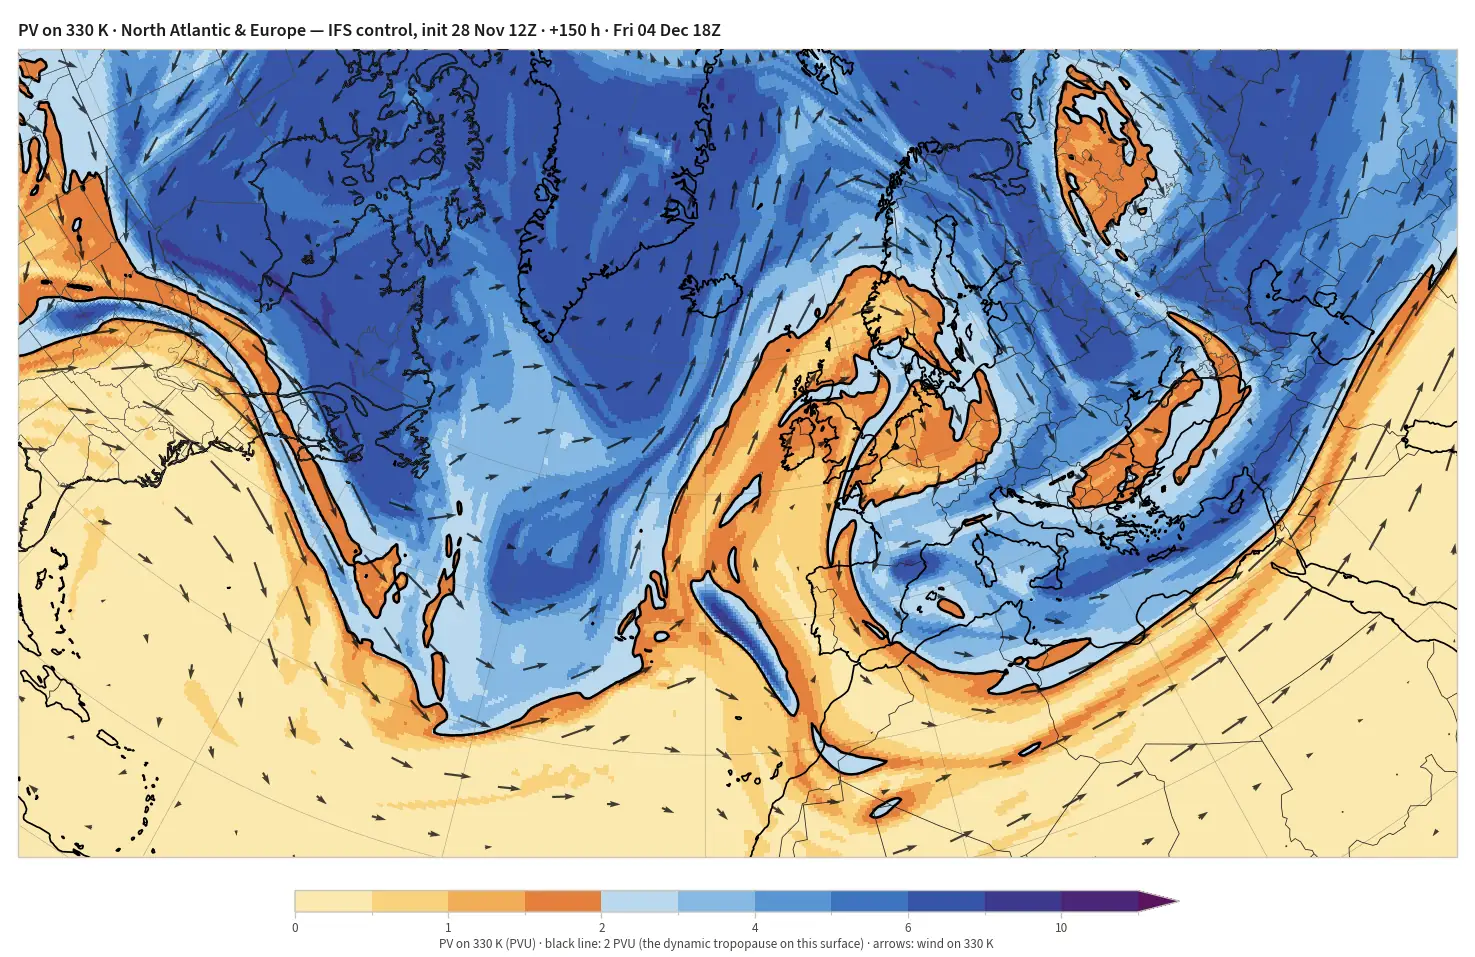 PV on 330 K · North Atlantic & Europe — IFS control, init 28 Nov 12Z · +150 h · Fri 04 Dec 18Z
0 1 2 4 6 10
PV on 330 K (PVU) · black line: 2 PVU (the dynamic tropopause on this surface) · arrows: wind on 330 K